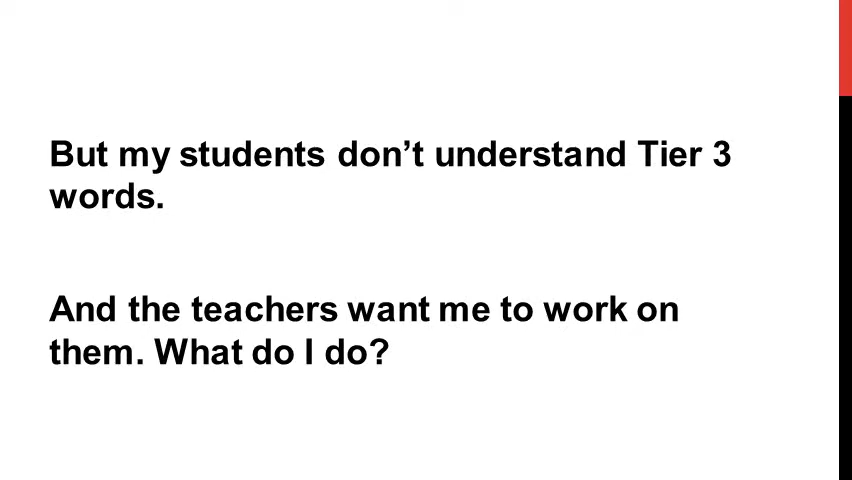 But my students don’t understand Tier 3
words.
And the teachers want me to work on
them. What do I do?